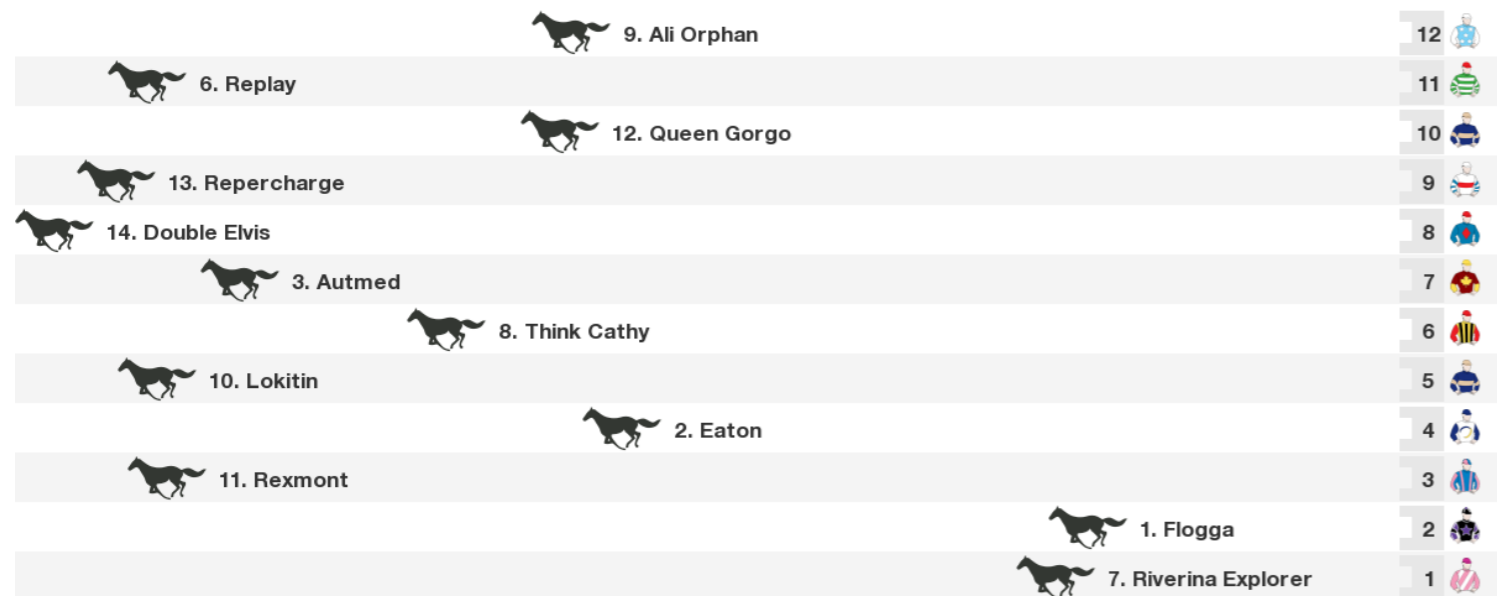 9. Ali Orphan 12
6. Replay 11
12. Queen Gorgo 10
13. Repercharge 9
14. Double Elvis 8
3. Autmed 7
8. Think Cathy 6
10. Lokitin 5
2. Eaton 4
11. Rexmont 3
1. Flogga 2
7. Riverina Explorer 1